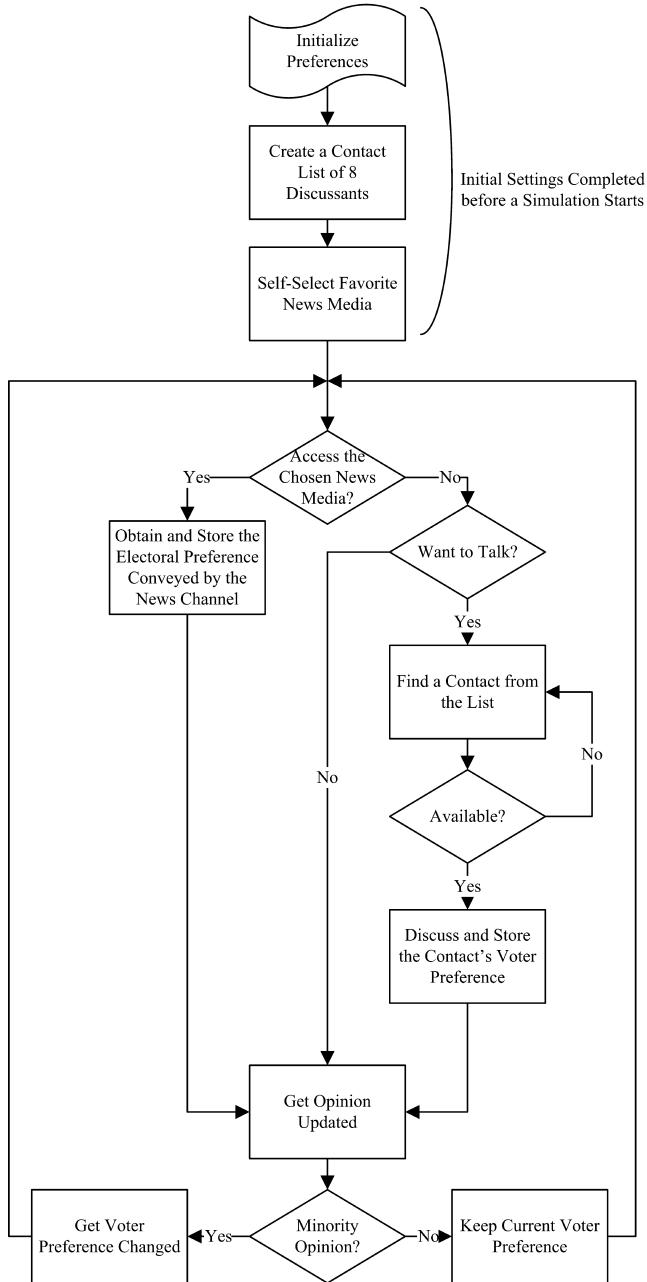 Initialize
Preferences
Create a Contact
List of 8
Discussants
Initial Settings Completed
before a Simulation Starts
Self-Select Favorite
News Media
Access the
Chosen News
Media?
Yes
No
Obtain and Store the
Electoral Preference
Conveyed by the
News Channel
Want to Talk?
Yes
Find a Contact from
the List
No
No
Available?
Yes
Discuss and Store
the Contact’s Voter
Preference
Get Opinion
Updated
Get Voter
Preference Changed
Yes
Minority
Opinion?
No
Keep Current Voter
Preference